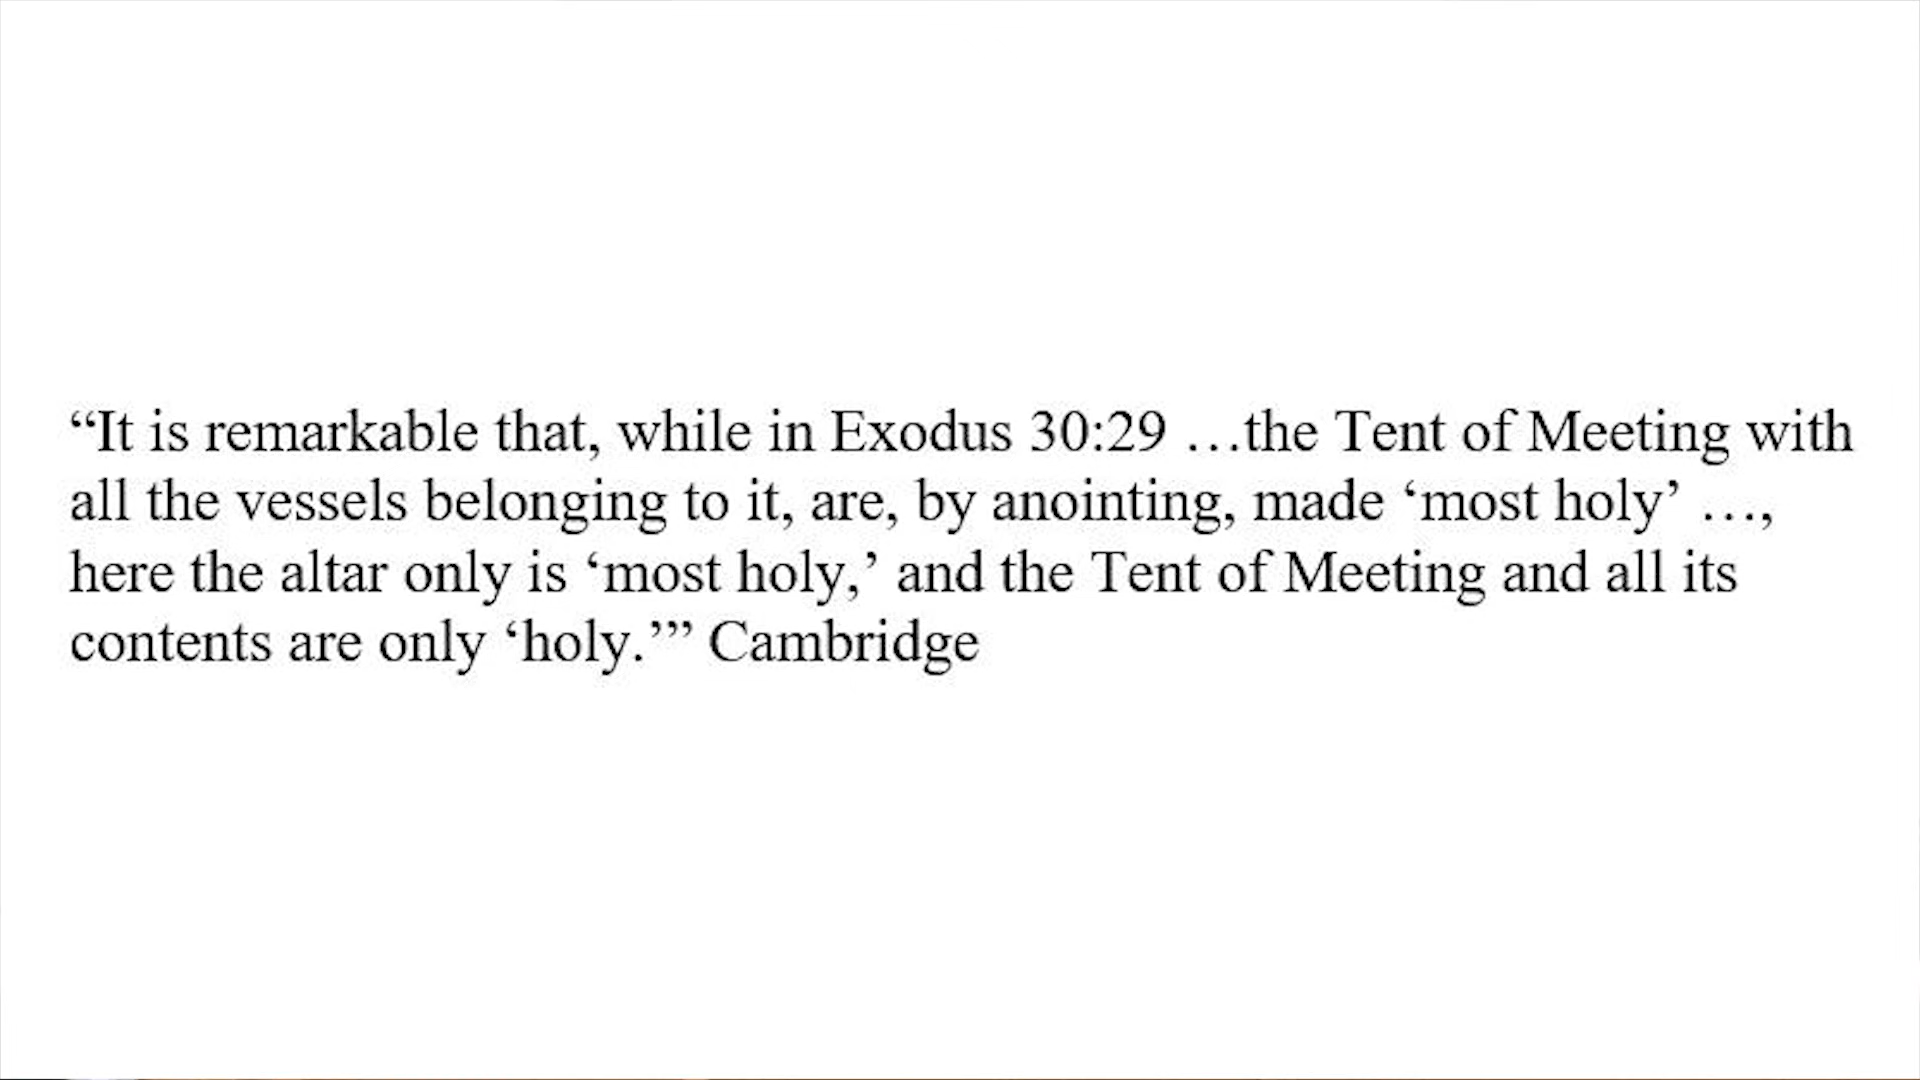 “It is remarkable that, while in Exodus 30:29 …the Tent of Meeting with
all the vessels belonging to it, are, by anointing, made ‘most holy’ …,
here the altar only is ‘most holy,’ and the Tent of Meeting and all its
contents are only ‘holy.’” Cambridge